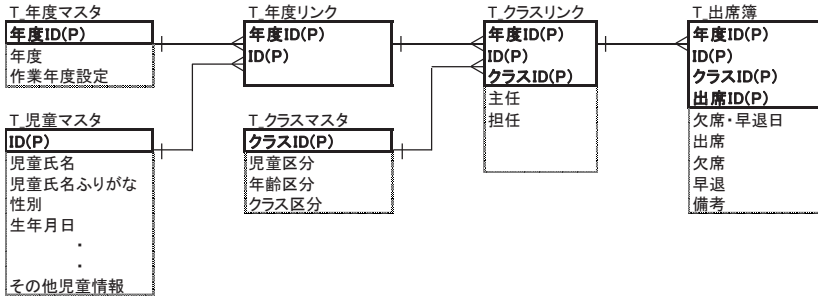 T_年度マスタ
年度ID(P)
年度
作業年度設定
T_年度リンク
年度ID(P)
ID(P)
T_クラスリンク
年度ID(P)
ID(P)
クラスID(P)
主任
担任
T_出席簿
年度ID(P)
ID(P)
クラスID(P)
出席ID(P)
欠席・早退日
出席
欠席
早退
備考
T_児童マスタ
ID(P)
児童氏名
児童氏名ふりがな
性別
生年月日
・
・
その他児童情報
T_クラスマスタ
クラスID(P)
児童区分
年齢区分
クラス区分